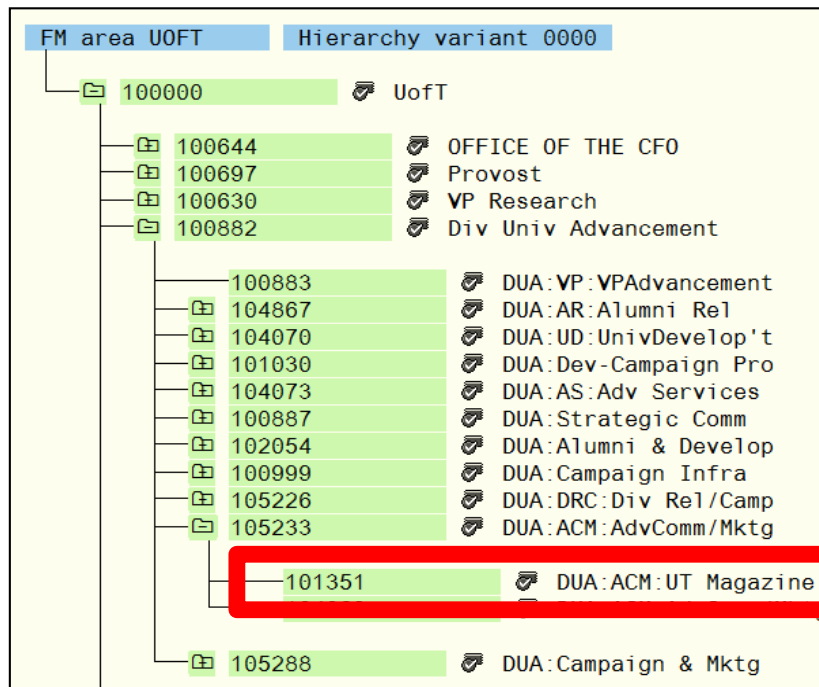 FM area UOFT Hierarchy variant 0000
100000 UofT
100644 OFFICE OF THE CFO
100697 Provost
100630 VP Research
100882 Div Univ Advancement
100883 DUA:VP:VPAdvancement
104867 DUA:AR:Alumni Rel
104070 DUA:UD:UnivDevelop't
101030 DUA:Dev-Campaign Pro
104073 DUA:AS:Adv Services
100887 DUA:Strategic Comm
102054 DUA:Alumni & Develop
100999 DUA:Campaign Infra
105226 DUA:DRC:Div Rel/Camp
105233 DUA:ACM:AdvComm/Mktg
101351 DUA:ACM:UT Magazine
105288 DUA:Campaign & Mktg